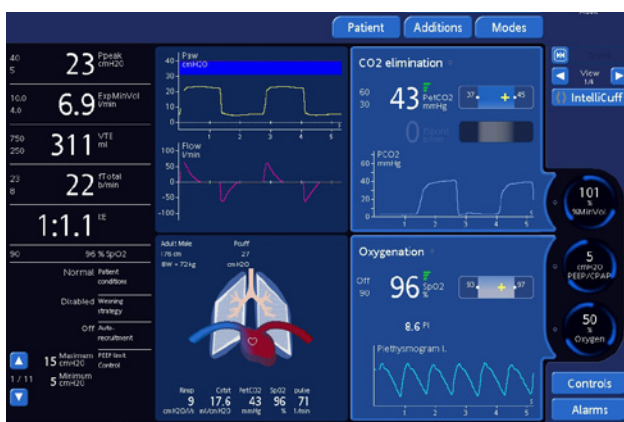 Patient Additions Modes
40
5
23 Ppeak
cmH2O
10.0
4.0
6.9 ExpMinVol
l/min
750
250
311 VTE
ml
23
8
22 fTotal
b/min
1:1.1 I:E
90 96 % SpO2
Normal Patient
conditions
Disabled Weaning
strategy
Off Auto-
recruitment
15 Maximum
cmH2O
PEEP limit
Control
5 Minimum
cmH2O
1 / 11
40 Paw
cmH2O
30
20
10
0
1 2 3 4 5
100 Flow
l/min
50
0
-50
-100
Adult Male
176 cm
IBW = 72 kg
Pcuff
27
cmH2O
Rinsp Cstat PetCO2 SpO2 pulse
9 17.6 43 96 71
cmH2O/l/s ml/cmH2O mmHg % 1/min
CO2 elimination
60
30
43 PetCO2
mmHg
37 45
0
60 PCO2
mmHg
40
20
0
1 2 3 4 5
Oxygenation
Off
90
96 SpO2
%
93 97
8.6 PI
Plethysmogram I.
1 2 3 4 5
View
1/4
IntelliCuff
101
%
%MinVol
5
cmH2O
PEEP/CPAP
50
%
Oxygen
Controls
Alarms